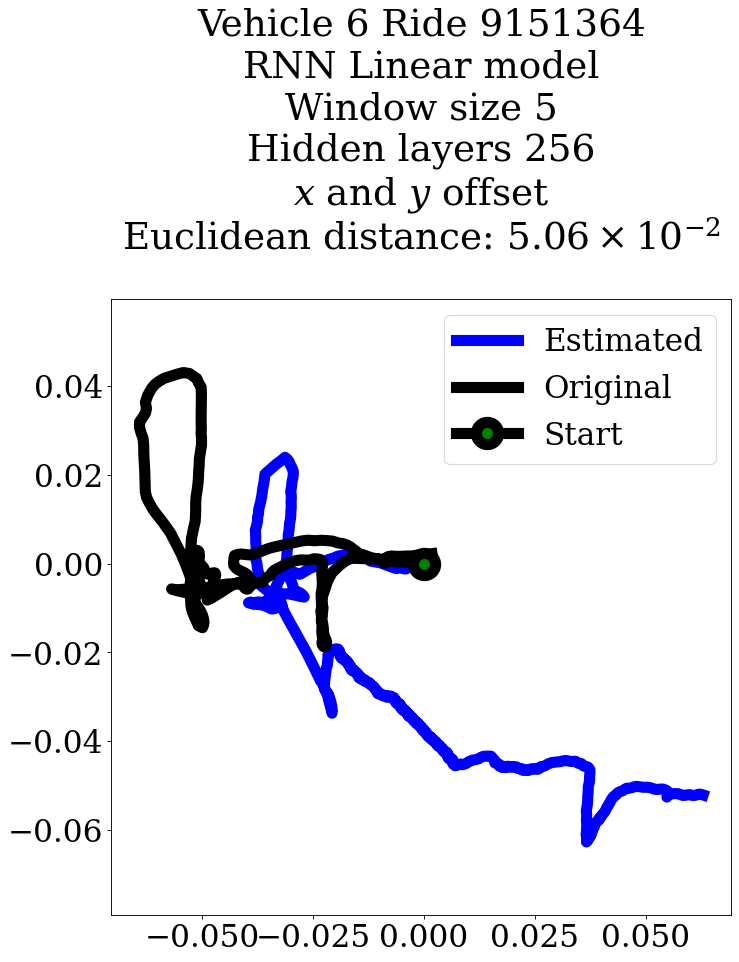 Vehicle 6 Ride 9151364
RNN Linear model
Window size 5
Hidden layers 256
x and y offset
Euclidean distance: 5.06 × 10⁻²
Estimated
Original
Start
0.04
0.02
0.00
−0.02
−0.04
−0.06
−0.050 −0.025 0.000 0.025 0.050